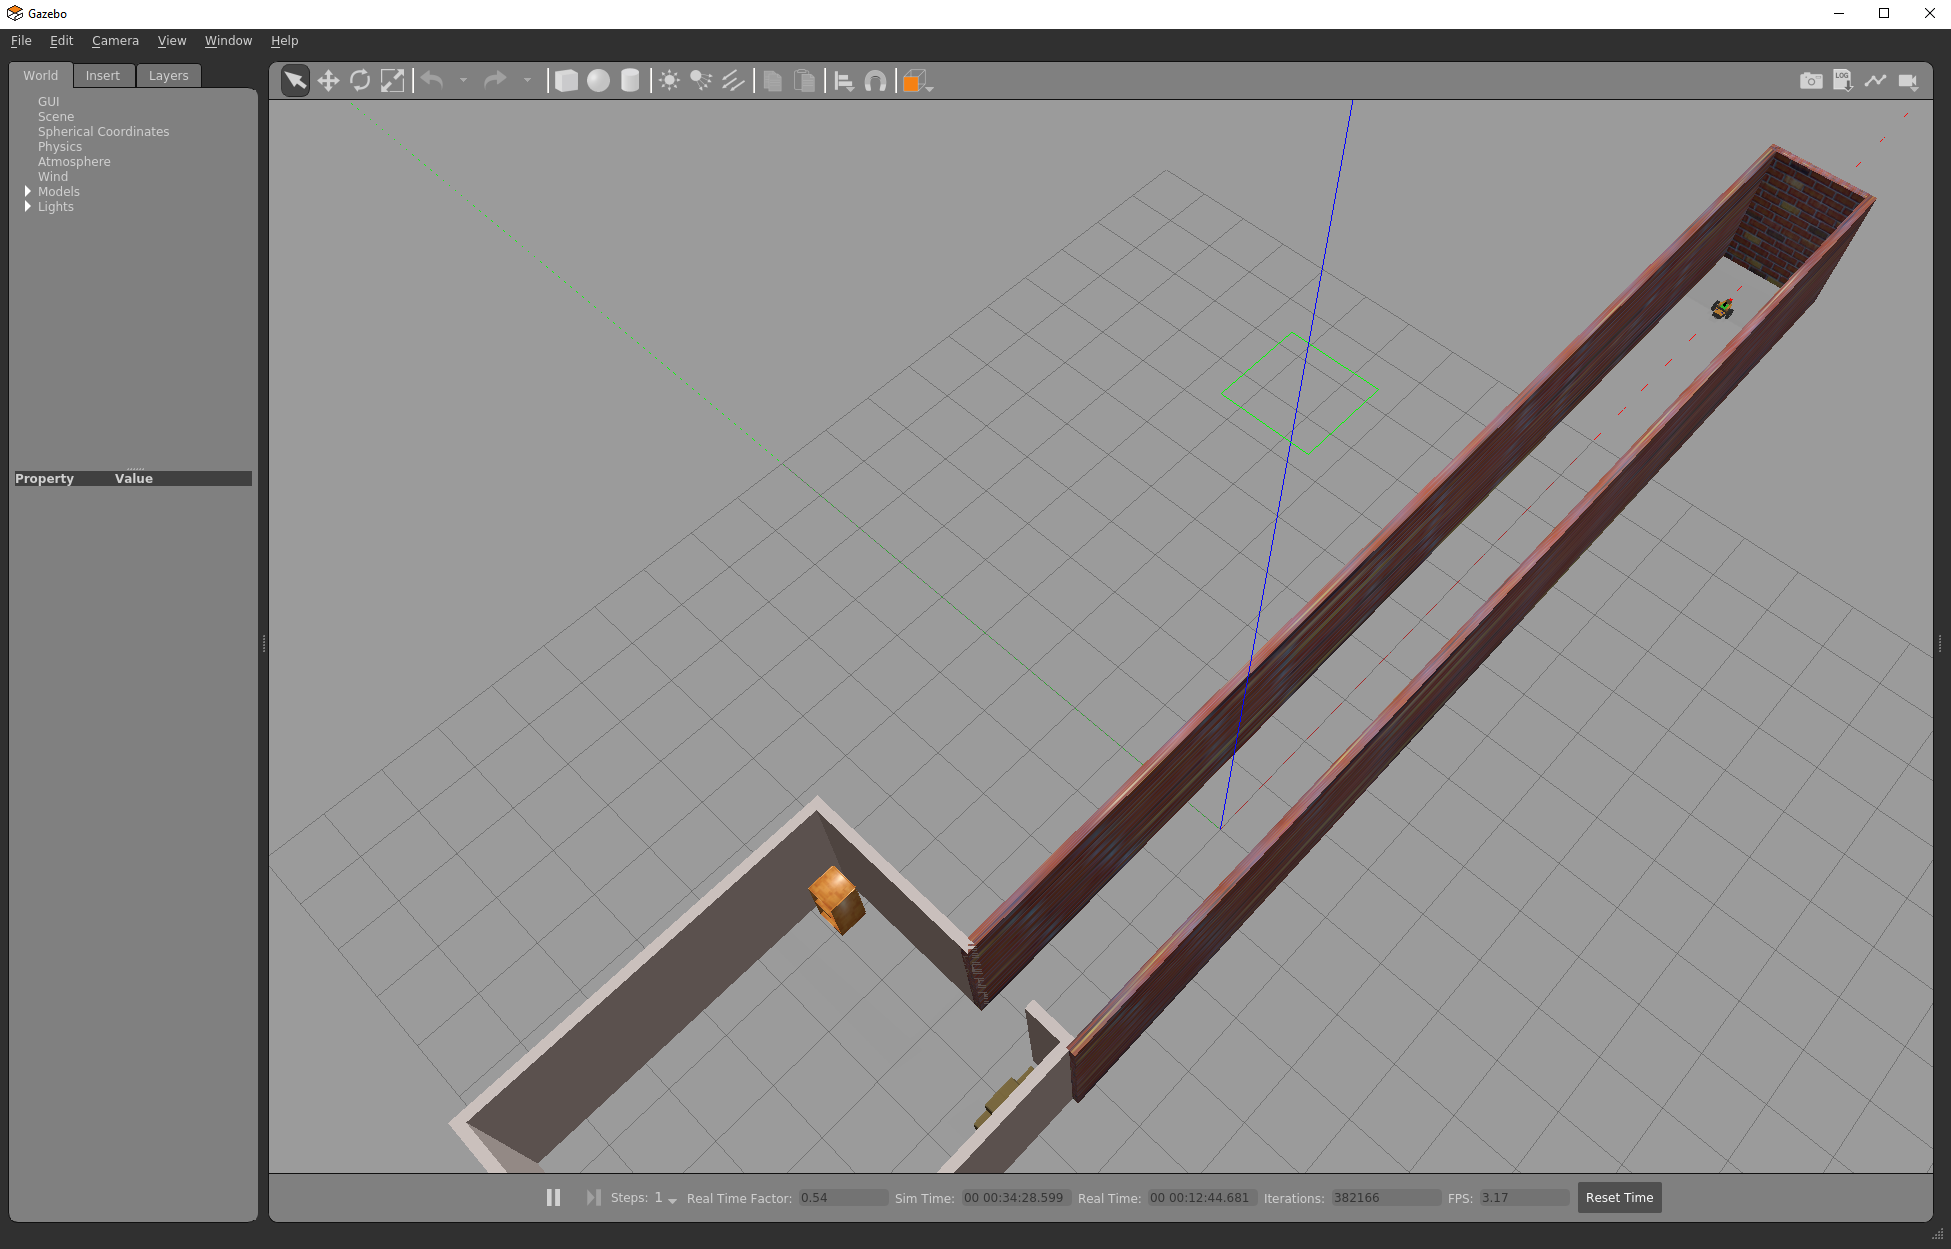 Gazebo
File Edit Camera View Window Help
World Insert Layers
LOG
GUI
Scene
Spherical Coordinates
Physics
Atmosphere
Wind
Models
Lights
Property Value
Steps: 1 Real Time Factor: 0.54 Sim Time: 00 00:34:28.599 Real Time: 00 00:12:44.681 Iterations: 382166 FPS: 3.17 Reset Time